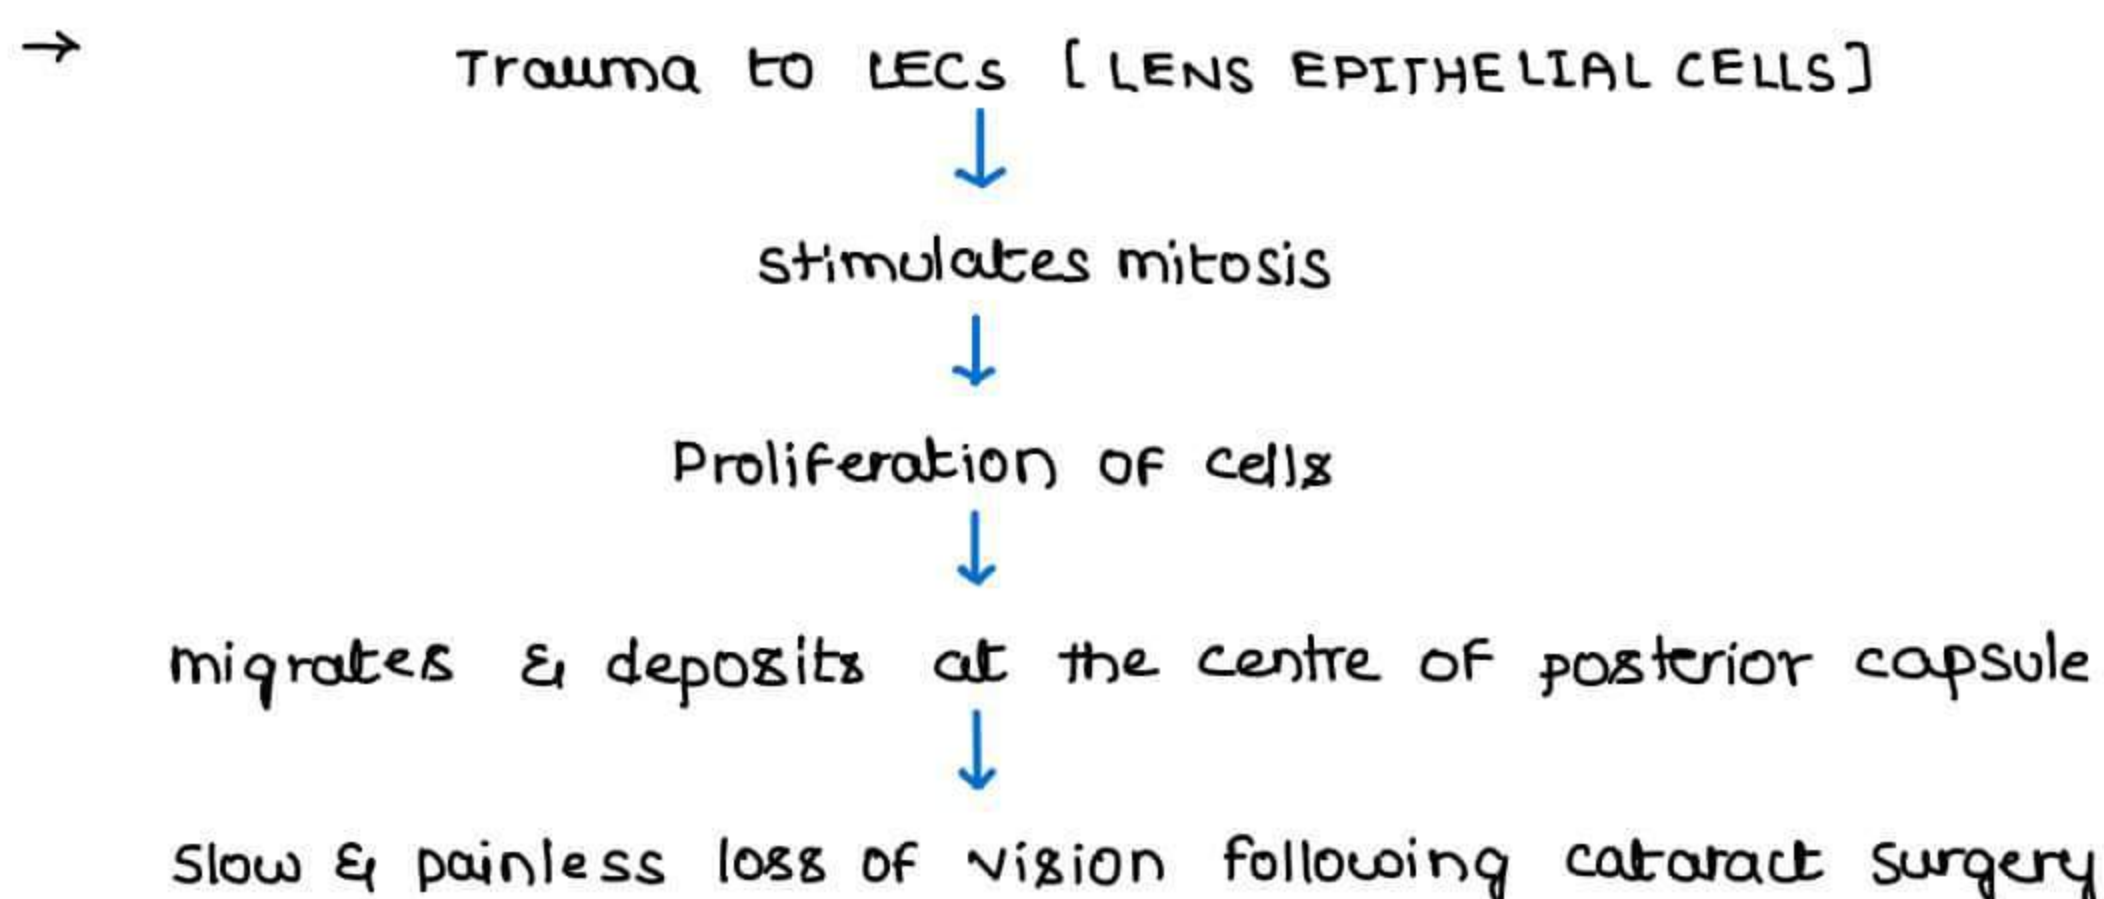 → Trauma to LECs [LENS EPITHELIAL CELLS]
↓
stimulates mitosis
↓
Proliferation of cells
↓
migrates & deposits at the centre of posterior capsule
↓
slow & painless loss of vision following cataract surgery